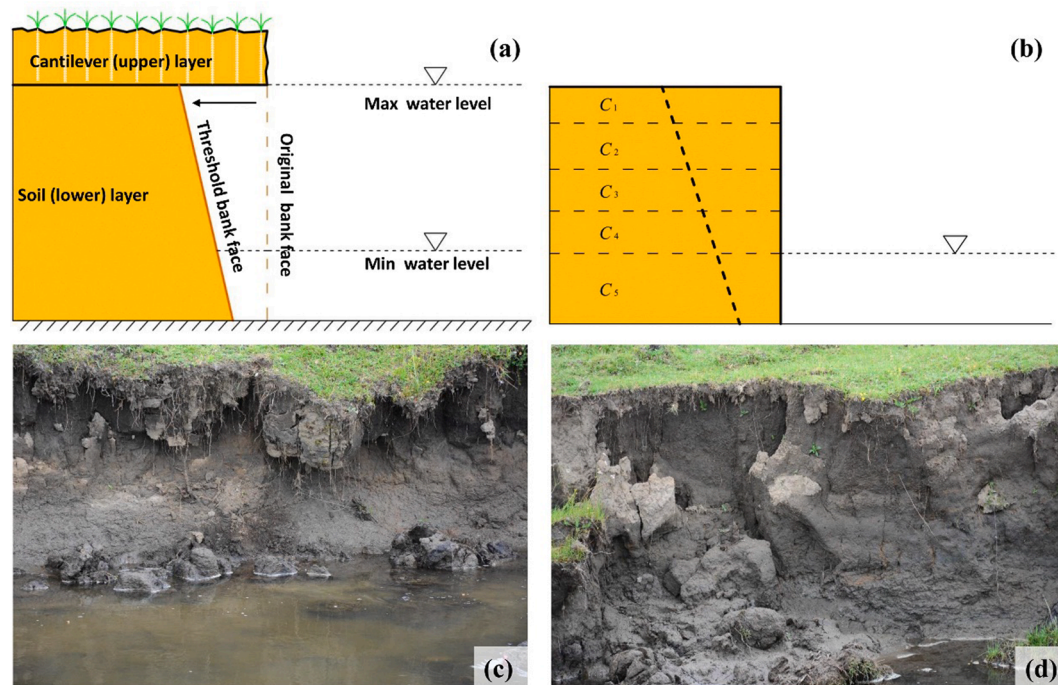 (a)
Cantilever (upper) layer
Max water level
Threshold bank face
Original bank face
Soil (lower) layer
Min water level
(b)
C1
C2
C3
C4
C5
(c)
(d)